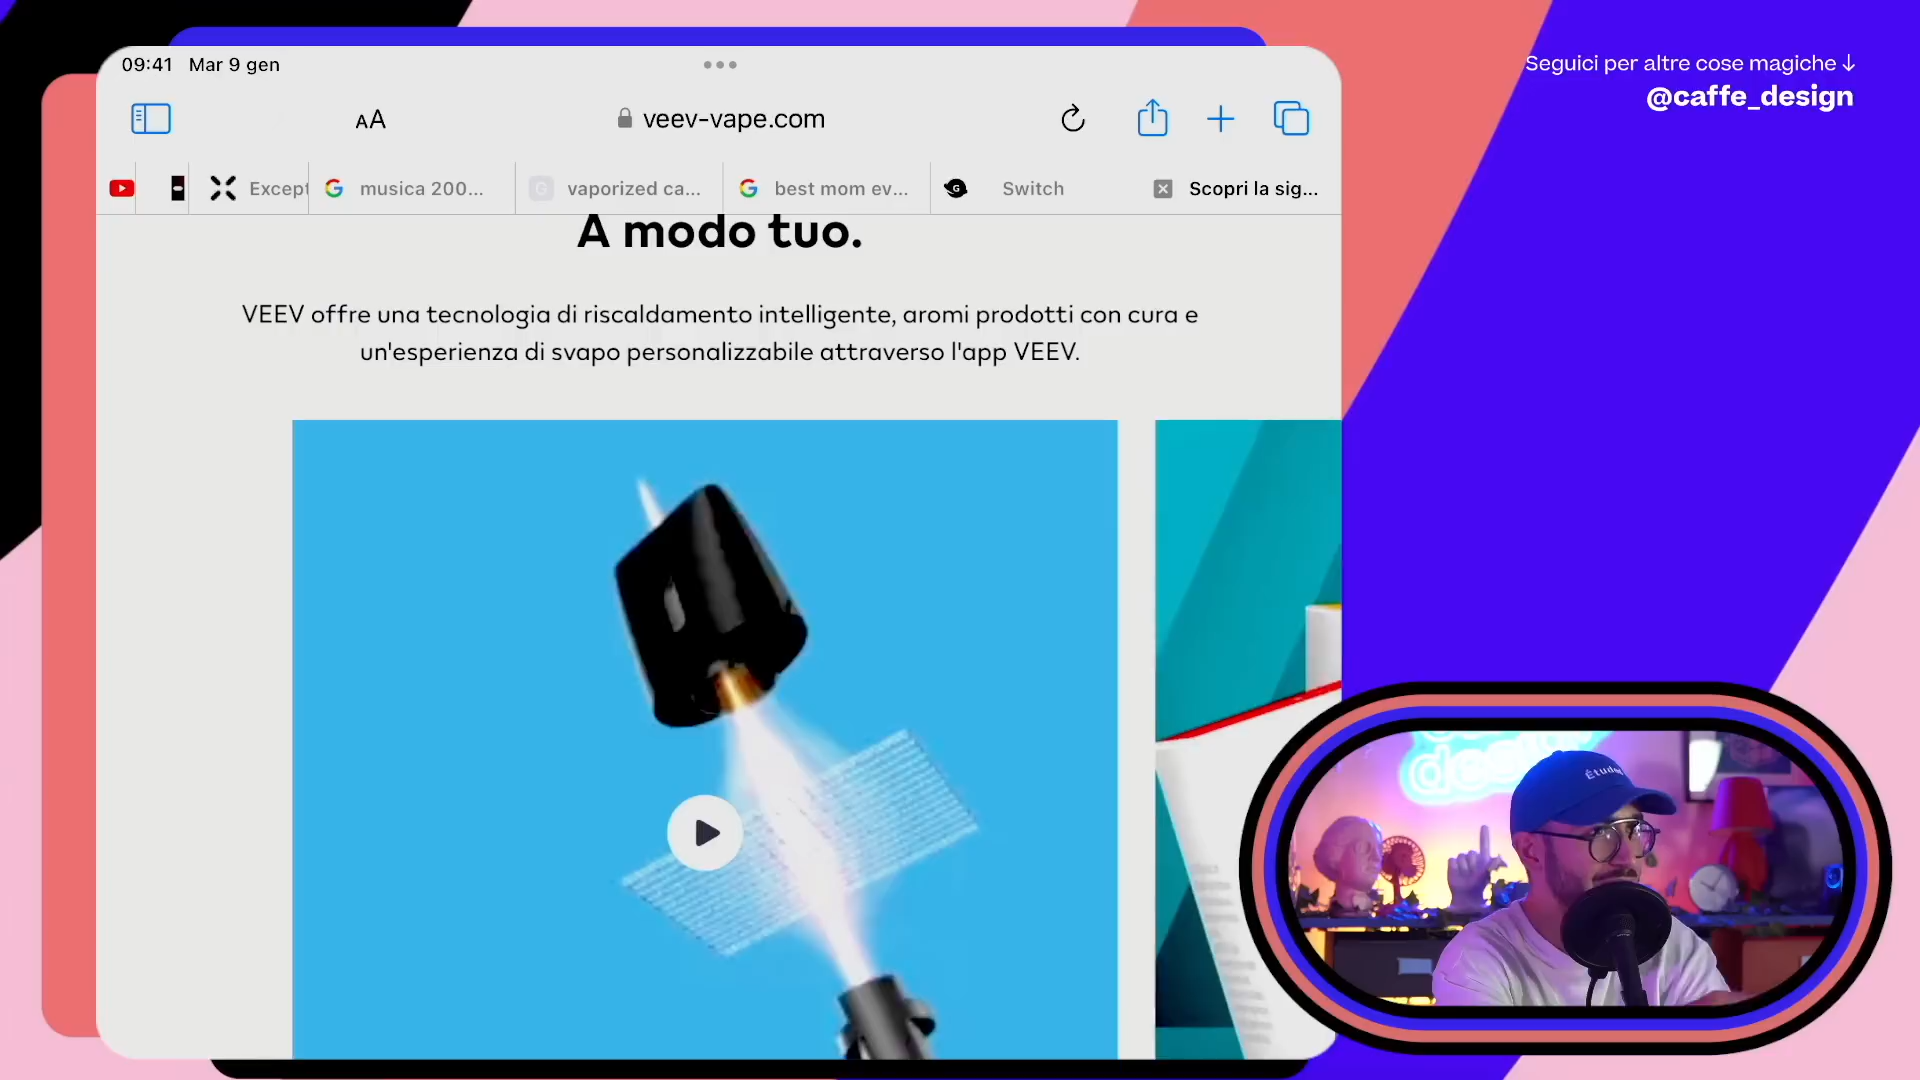 09:41 Mar 9 gen
Seguici per altre cose magiche ↓
@caffe_design
AA
veev-vape.com
Except
musica 200...
vaporized ca...
best mom ev...
Switch
Scopri la sig...
A modo tuo.
VEEV offre una tecnologia di riscaldamento intelligente, aromi prodotti con cura e
un'esperienza di svapo personalizzabile attraverso l'app VEEV.
design
Études